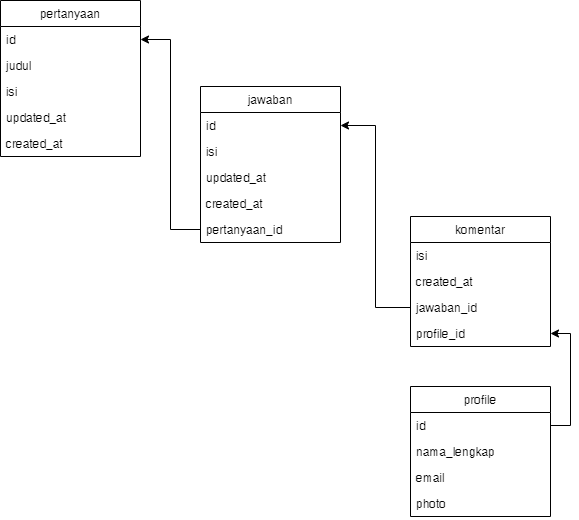 pertanyaan
id
judul
isi
updated_at
created_at
jawaban
id
isi
updated_at
created_at
pertanyaan_id
komentar
isi
created_at
jawaban_id
profile_id
profile
id
nama_lengkap
email
photo